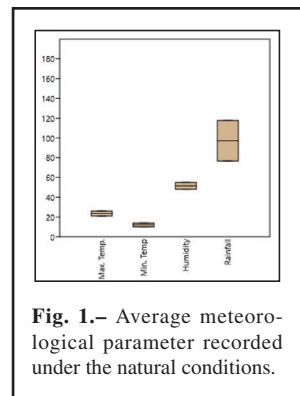 180
160
140
120
100
80
60
40
20
0
Max. Temp.
Min. Temp
Humidity
Rainfall
Fig. 1.– Average meteoro-
logical parameter recorded
under the natural conditions.